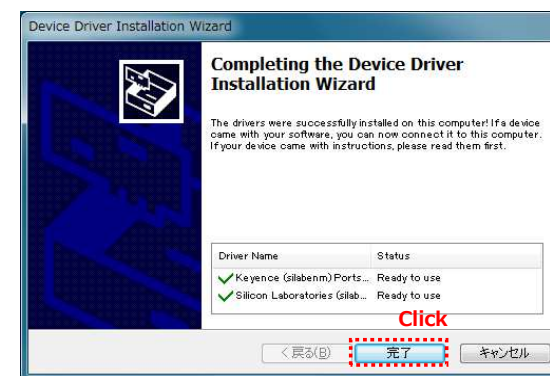 Device Driver Installation Wizard
Completing the Device Driver
Installation Wizard
The drivers were successfully installed on this computer! If a device
came with your software, you can now connect it to this computer.
If your device came with instructions, please read them first.
Driver Name Status
Keyence (silabenm) Ports... Ready to use
Silicon Laboratories (silab... Ready to use
Click
< 戻る(B) 完了 キャンセル